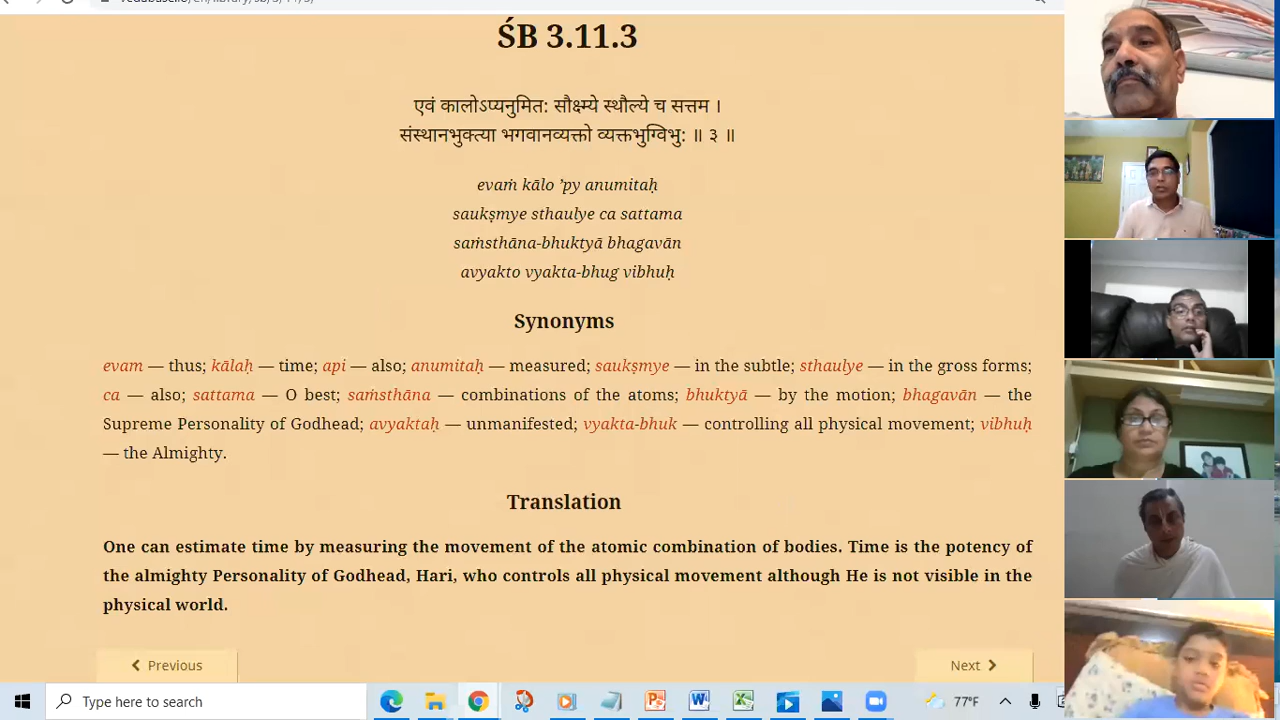 ŚB 3.11.3
एवं कालोऽप्यनुमित: सौक्ष्म्ये स्थौल्ये च सत्तम ।
संस्थानभुक्त्या भगवानव्यक्तो व्यक्तभुग्विभु: ॥ ३ ॥
evaṁ kālo ’py anumitaḥ
saukṣmye sthaulye ca sattama
saṁsthāna-bhuktyā bhagavān
avyakto vyakta-bhug vibhuḥ
Synonyms
evam — thus; kālaḥ — time; api — also; anumitaḥ — measured; saukṣmye — in the subtle; sthaulye — in the gross forms;
ca — also; sattama — O best; saṁsthāna — combinations of the atoms; bhuktyā — by the motion; bhagavān — the
Supreme Personality of Godhead; avyaktaḥ — unmanifested; vyakta-bhuk — controlling all physical movement; vibhuḥ
— the Almighty.
Translation
One can estimate time by measuring the movement of the atomic combination of bodies. Time is the potency of
the almighty Personality of Godhead, Hari, who controls all physical movement although He is not visible in the
physical world.
Previous
Next
Type here to search
77°F